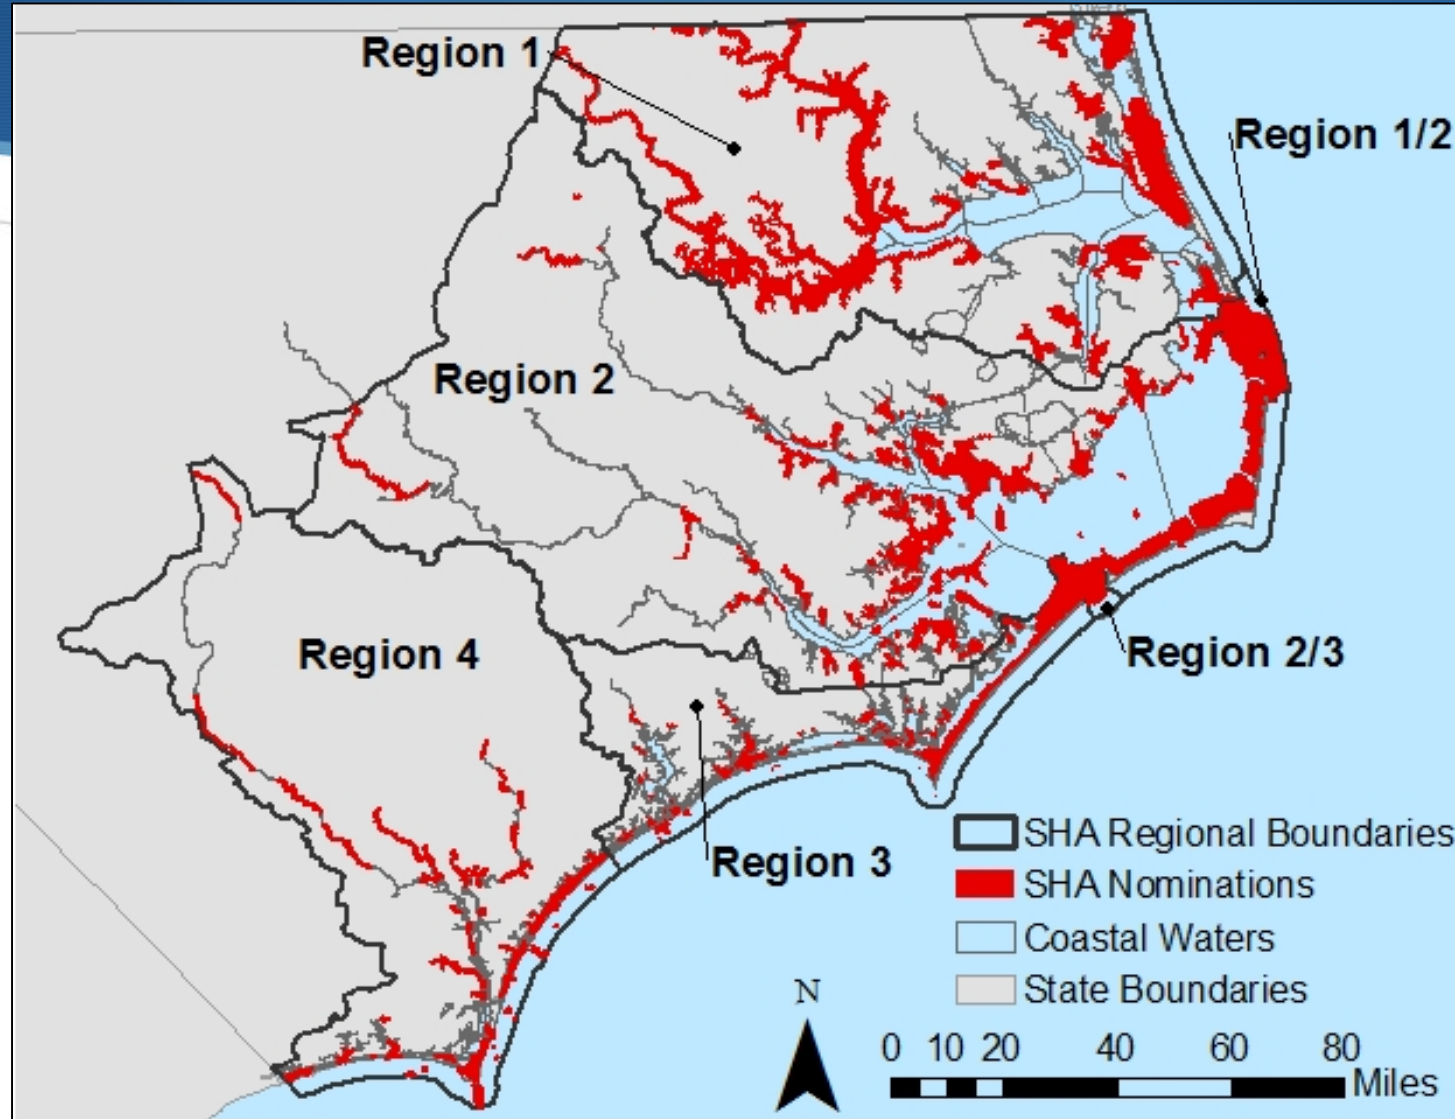 Region 1
Region 1/2
Region 2
Region 4
Region 2/3
Region 3
SHA Regional Boundaries
SHA Nominations
Coastal Waters
State Boundaries
N
0 10 20 40 60 80
Miles